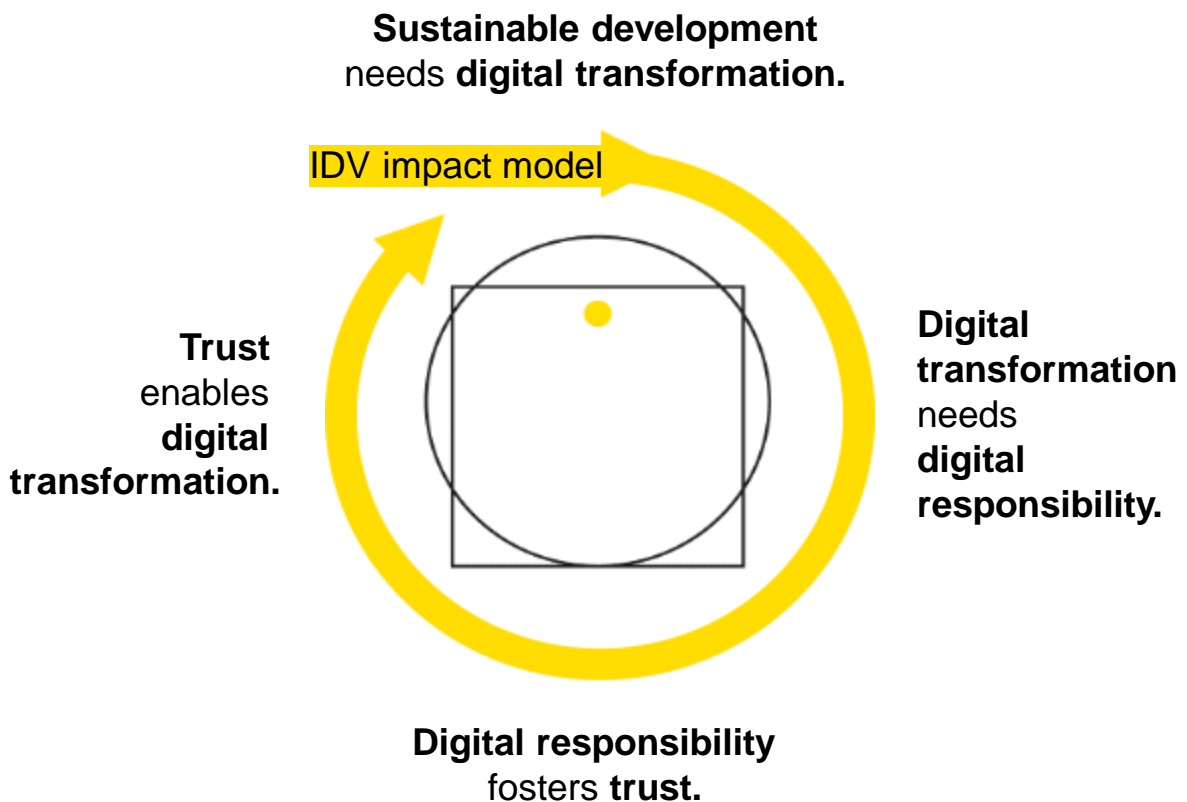 Sustainable development
needs digital transformation.
IDV impact model
Digital
transformation
needs
digital
responsibility.
Digital responsibility
fosters trust.
Trust
enables
digital
transformation.